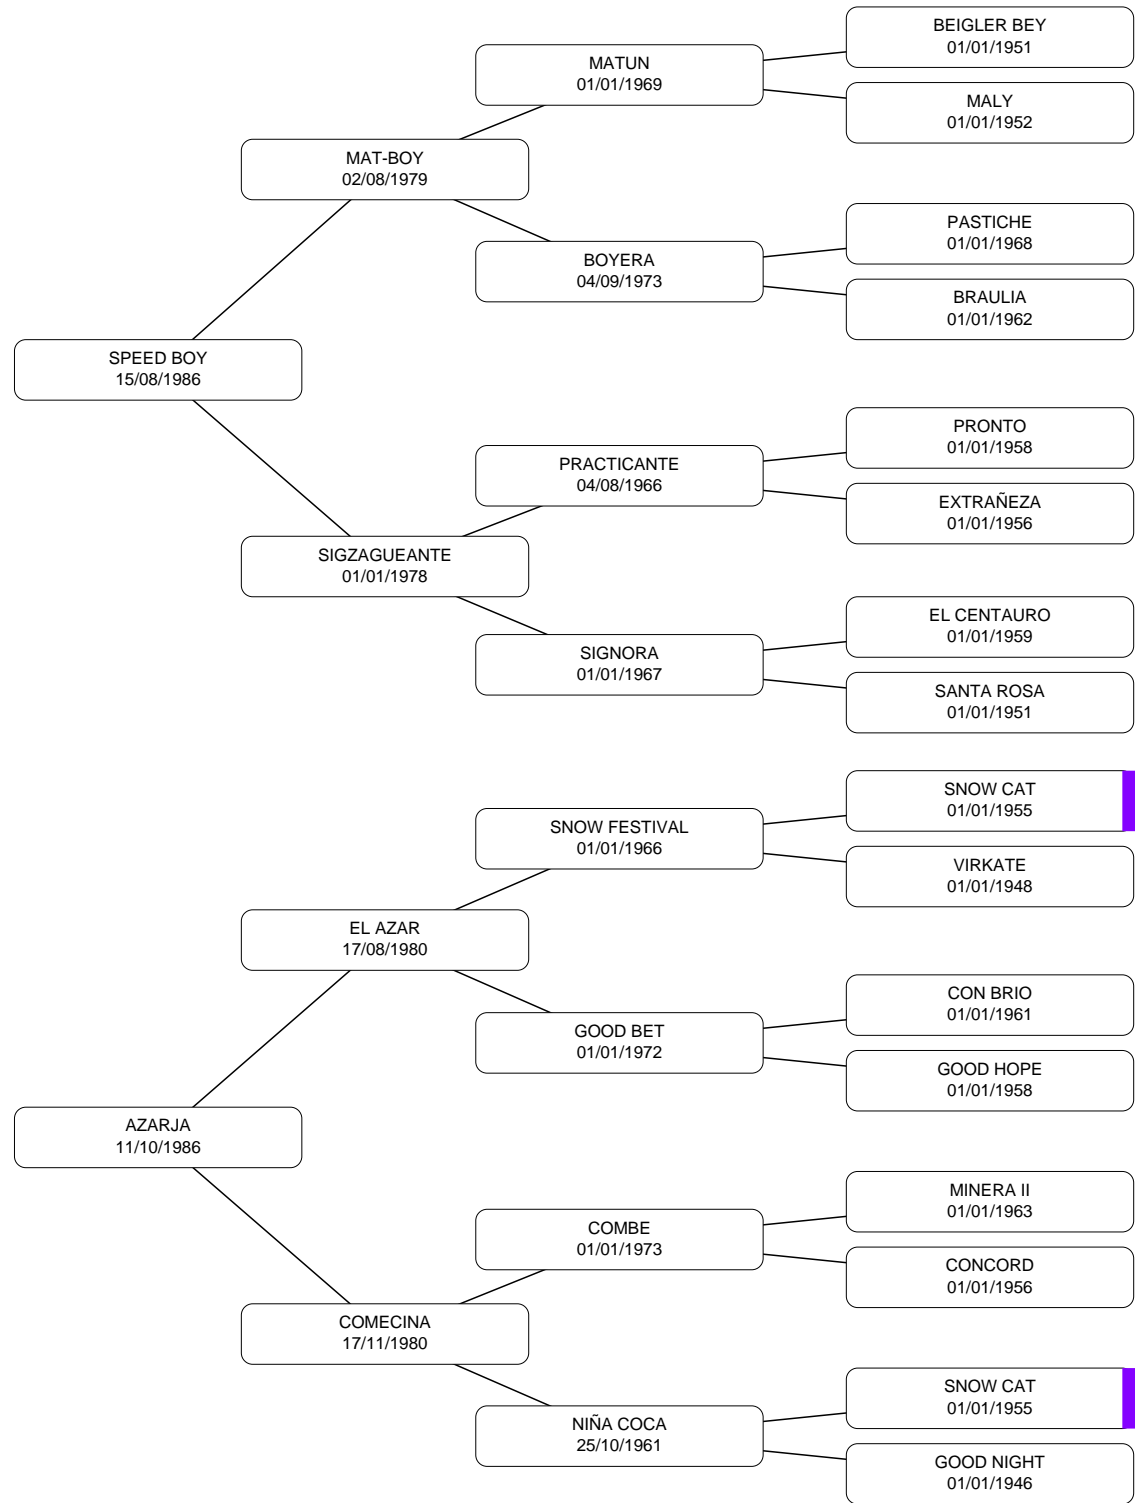 BEIGLER BEY
01/01/1951
MATUN
01/01/1969
MALY
01/01/1952
MAT-BOY
02/08/1979
PASTICHE
01/01/1968
BOYERA
04/09/1973
BRAULIA
01/01/1962
SPEED BOY
15/08/1986
PRONTO
01/01/1958
PRACTICANTE
04/08/1966
EXTRAÑEZA
01/01/1956
SIGZAGUEANTE
01/01/1978
EL CENTAURO
01/01/1959
SIGNORA
01/01/1967
SANTA ROSA
01/01/1951
SNOW CAT
01/01/1955
SNOW FESTIVAL
01/01/1966
VIRKATE
01/01/1948
EL AZAR
17/08/1980
CON BRIO
01/01/1961
GOOD BET
01/01/1972
GOOD HOPE
01/01/1958
AZARJA
11/10/1986
MINERA II
01/01/1963
COMBE
01/01/1973
CONCORD
01/01/1956
COMECINA
17/11/1980
SNOW CAT
01/01/1955
NIÑA COCA
25/10/1961
GOOD NIGHT
01/01/1946